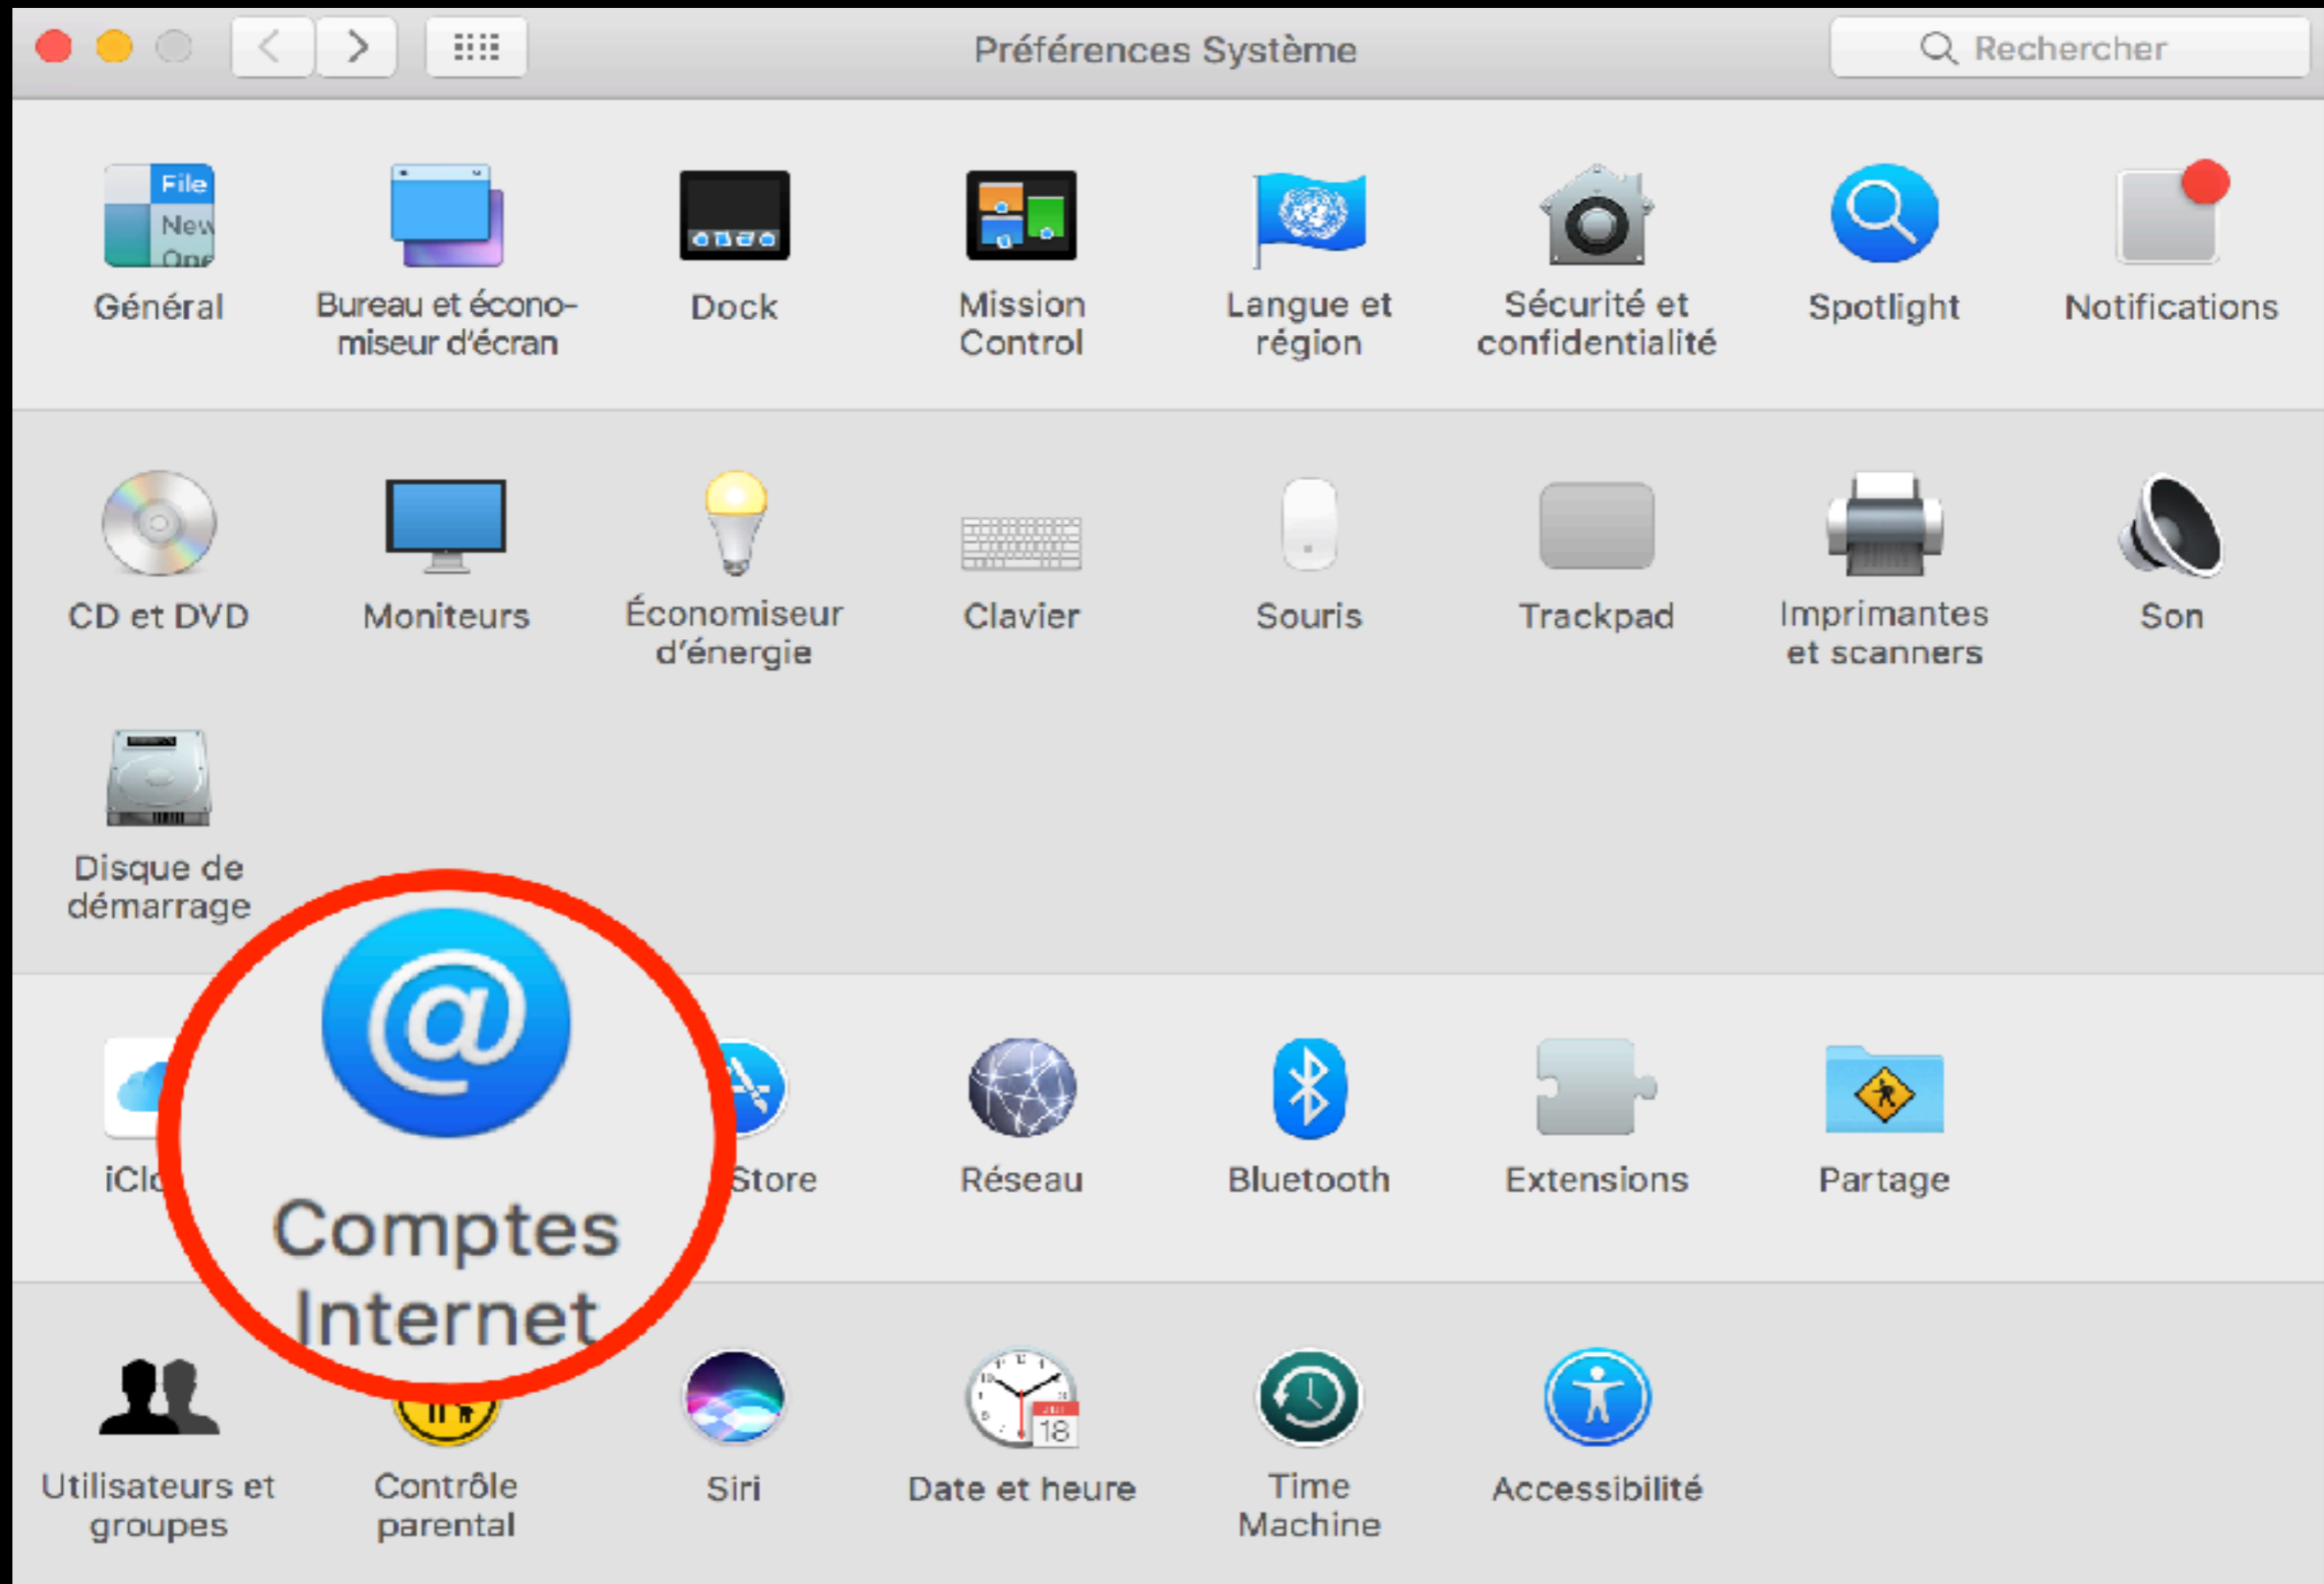 Préférences Système
Rechercher
File
New
Ope
Général
Bureau et écono-
miseur d'écran
Dock
Mission
Control
Langue et
région
Sécurité et
confidentialité
Spotlight
Notifications
CD et DVD
Moniteurs
Économiseur
d'énergie
Clavier
Souris
Trackpad
Imprimantes
et scanners
Son
Disque de
démarrage
@
Comptes
Internet
iClo
Store
Réseau
Bluetooth
Extensions
Partage
Utilisateurs et
groupes
Contrôle
parental
Siri
18
Date et heure
Time
Machine
Accessibilité